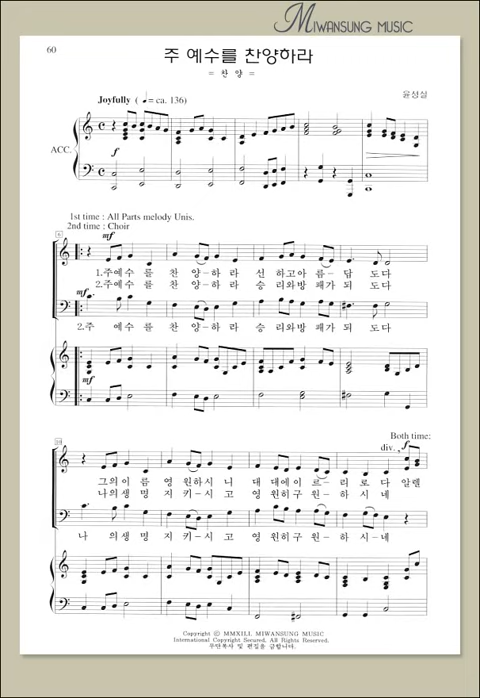 MIWANSUNG MUSIC
60
주 예수를 찬양하라
= 찬 양 =
윤성실
Joyfully ( ♩= ca. 136)
ACC.
f
1st time : All Parts melody Unis.
2nd time : Choir
mf
6
1.주예수 를 찬 양-하 라 선 하고아-름-답 도다
2.주예수 를 찬 양-하 라 승 리와방 패가 되 도다
mf
2.주 예수 를 찬 양-하 라 승 리와방 패가 되 도다
mf
Both time:
div.
10
f
그의이 름 영 원하시 니 대 대에이-르-리 로다 알렐
나의생 명 지 키-시 고 영 원히구 원-하 시 네
나 의생 명 지 키-시 고 영 원히구 원-하 시-네
Copyright © MMXIII. MIWANSUNG MUSIC
International Copyright Secured. All Rights Reserved.
무단복사 및 편집을 금합니다.